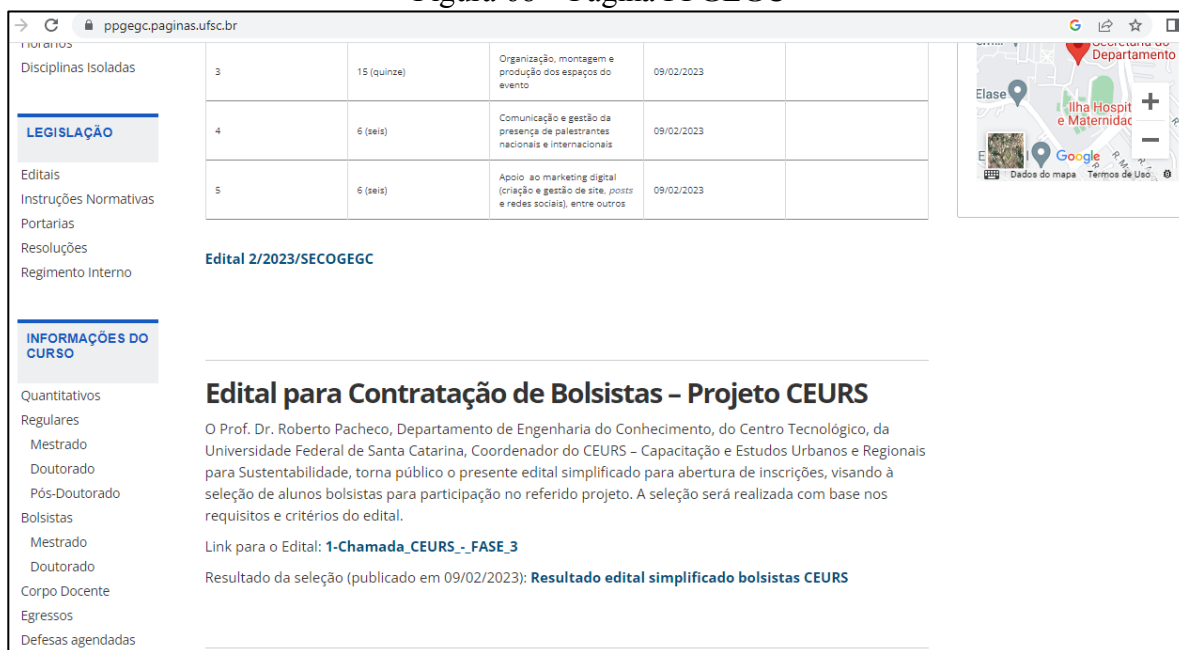 ppgegc.paginas.ufsc.br
Horários
Disciplinas Isoladas
LEGISLAÇÃO
Editais
Instruções Normativas
Portarias
Resoluções
Regimento Interno
INFORMAÇÕES DO
CURSO
Quantitativos
Regulares
Mestrado
Doutorado
Pós-Doutorado
Bolsistas
Mestrado
Doutorado
Corpo Docente
Egressos
Defesas agendadas
3
15 (quinze)
Organização, montagem e
produção dos espaços do
evento
09/02/2023
4
6 (seis)
Comunicação e gestão da
presença de palestrantes
nacionais e internacionais
09/02/2023
5
6 (seis)
Apoio ao marketing digital
(criação e gestão de site, posts
e redes sociais), entre outros
09/02/2023
Edital 2/2023/SECOGEGC
Edital para Contratação de Bolsistas – Projeto CEURS
O Prof. Dr. Roberto Pacheco, Departamento de Engenharia do Conhecimento, do Centro Tecnológico, da
Universidade Federal de Santa Catarina, Coordenador do CEURS – Capacitação e Estudos Urbanos e Regionais
para Sustentabilidade, torna público o presente edital simplificado para abertura de inscrições, visando à
seleção de alunos bolsistas para participação no referido projeto. A seleção será realizada com base nos
requisitos e critérios do edital.
Link para o Edital: 1-Chamada_CEURS_-_FASE_3
Resultado da seleção (publicado em 09/02/2023): Resultado edital simplificado bolsistas CEURS
Secretaria do
Departamento
Elase
Ilha Hospit
e Maternidad
Google
Dados do mapa Termos de Uso